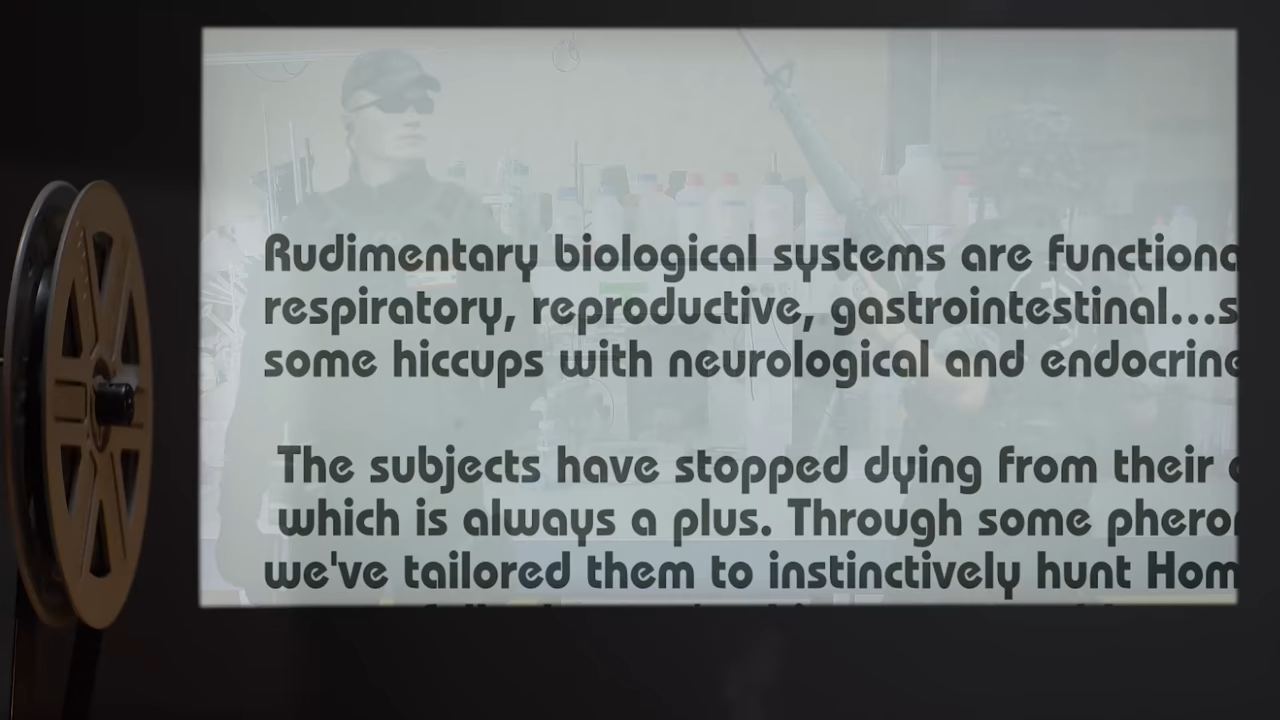 Rudimentary biological systems are functiona
respiratory, reproductive, gastrointestinal...s
some hiccups with neurological and endocrine
The subjects have stopped dying from their
which is always a plus. Through some phero
we've tailored them to instinctively hunt Hom